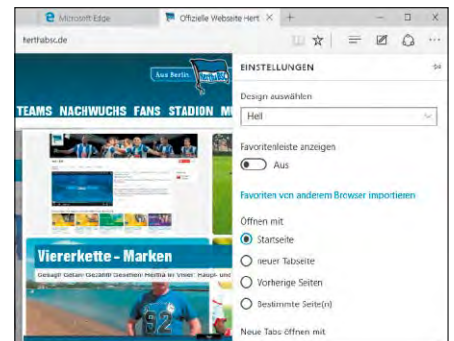 Microsoft Edge
Offizielle Webseite Hert
herthabsc.de
Aus Berlin
TEAMS NACHWUCHS FANS STADION M
Viererkette - Marken
92
EINSTELLUNGEN
Design auswählen
Hell
Favoritenleiste anzeigen
Aus
Favoriten von anderem Browser importieren
Öffnen mit
Startseite
neuer Tabseite
Vorherige Seiten
Bestimmte Seite(n)
Neue Tabs öffnen mit